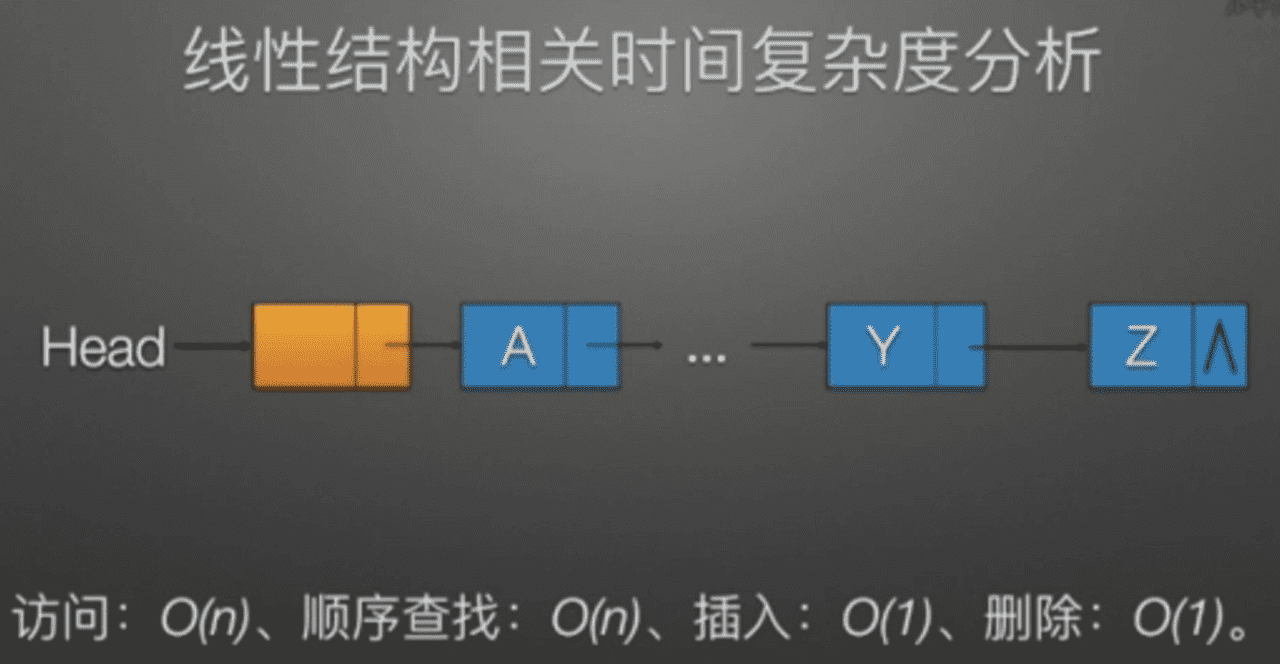 线性结构相关时间复杂度分析
Head A ... Y Z ∧
访问：O(n)、顺序查找：O(n)、插入：O(1)、删除：O(1)。